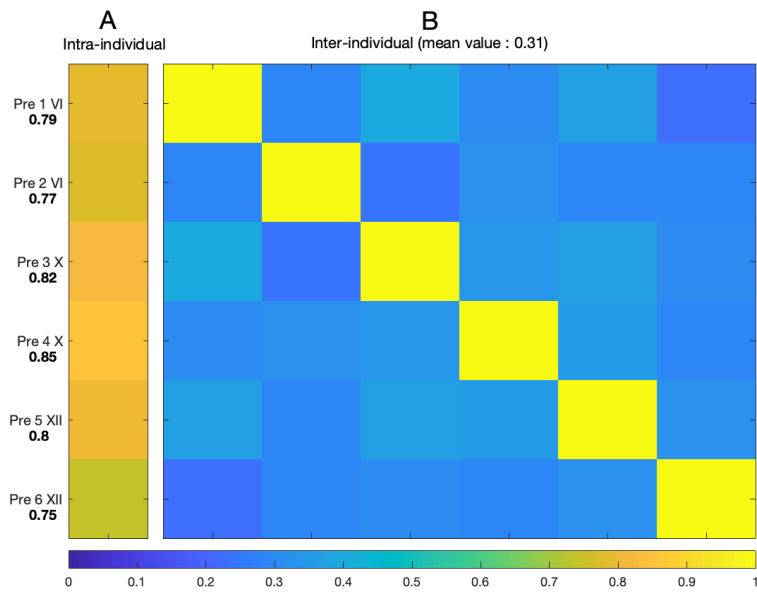 A
B
Intra-individual
Inter-individual (mean value : 0.31)
Pre 1 VI
0.79
Pre 2 VI
0.77
Pre 3 X
0.82
Pre 4 X
0.85
Pre 5 XII
0.8
Pre 6 XII
0.75
0 0.1 0.2 0.3 0.4 0.5 0.6 0.7 0.8 0.9 1